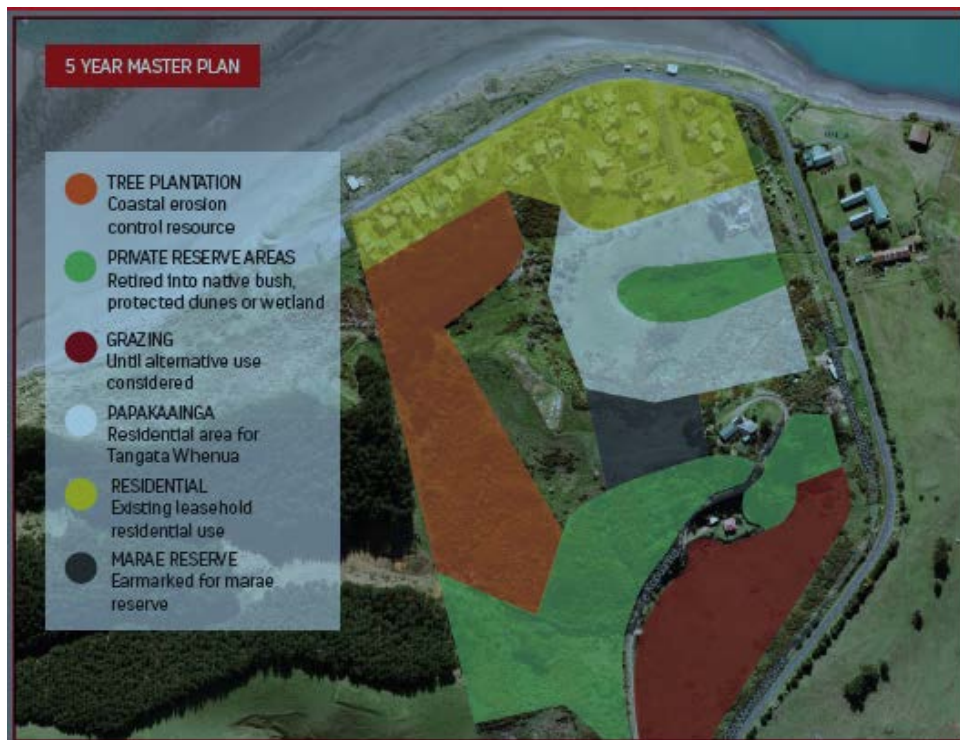 5 YEAR MASTER PLAN
TREE PLANTATION
Coastal erosion
control resource
PRIVATE RESERVE AREAS
Retired into native bush,
protected dunes or wetland
GRAZING
Until alternative use
considered
PAPAKAAINGA
Residential area for
Tangata Whenua
RESIDENTIAL
Existing leasehold
residential use
MARAE RESERVE
Earmarked for marae
reserve